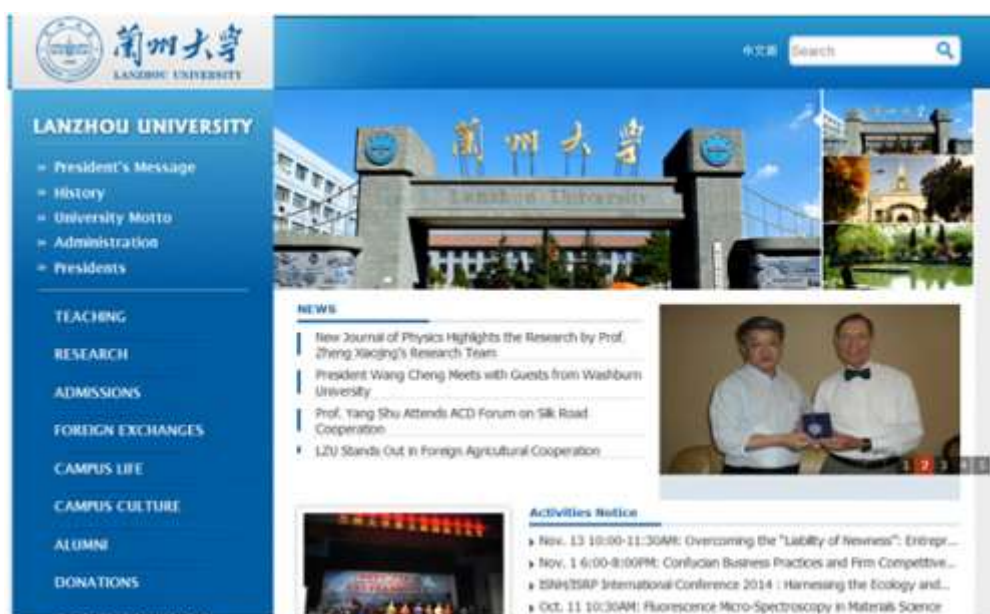 蘭州大學
LANZHOU UNIVERSITY
中文版
Search
LANZHOU UNIVERSITY
» President's Message
» History
» University Motto
» Administration
» Presidents
TEACHING
RESEARCH
ADMISSIONS
FOREIGN EXCHANGES
CAMPUS LIFE
CAMPUS CULTURE
ALUMNI
DONATIONS
蘭州大學
Lanzhou University
NEWS
New Journal of Physics Highlights the Research by Prof.
Zheng Xiaojing's Research Team
President Wang Cheng Meets with Guests from Washburn
University
Prof. Yang Shu Attends ACD Forum on Silk Road
Cooperation
LZU Stands Out in Foreign Agricultural Cooperation
1 2 3 4 5
Activities Notice
Nov. 13 10:00-11:30AM: Overcoming the "Liability of Newness": Entrepr...
Nov. 1 6:00-8:00PM: Confucian Business Practices and Firm Competitive...
ISNH/ISRP International Conference 2014 : Harnessing the Ecology and...
Oct. 11 10:30AM: Fluorescence Micro-Spectroscopy in Materials Science